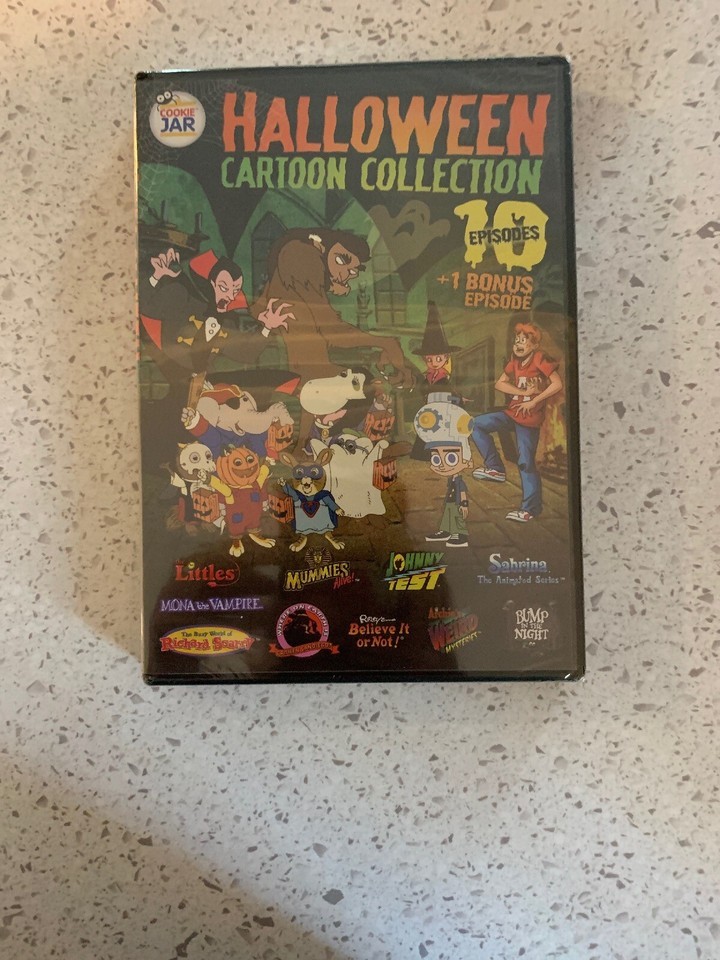 COOKIE
JAR
HALLOWEEN
CARTOON COLLECTION
10
EPISODES
+1 BONUS
EPISODE
Littles
MUMMIES
Alive!
JOHNNY
TEST
Sabrina
The Animated Series
MONA the VAMPIRE
The Busy World of
Richard Scarry
Ripley's
Believe It
or Not!
Archie's
WEIRD
MYSTERIES
BUMP
IN THE
NIGHT